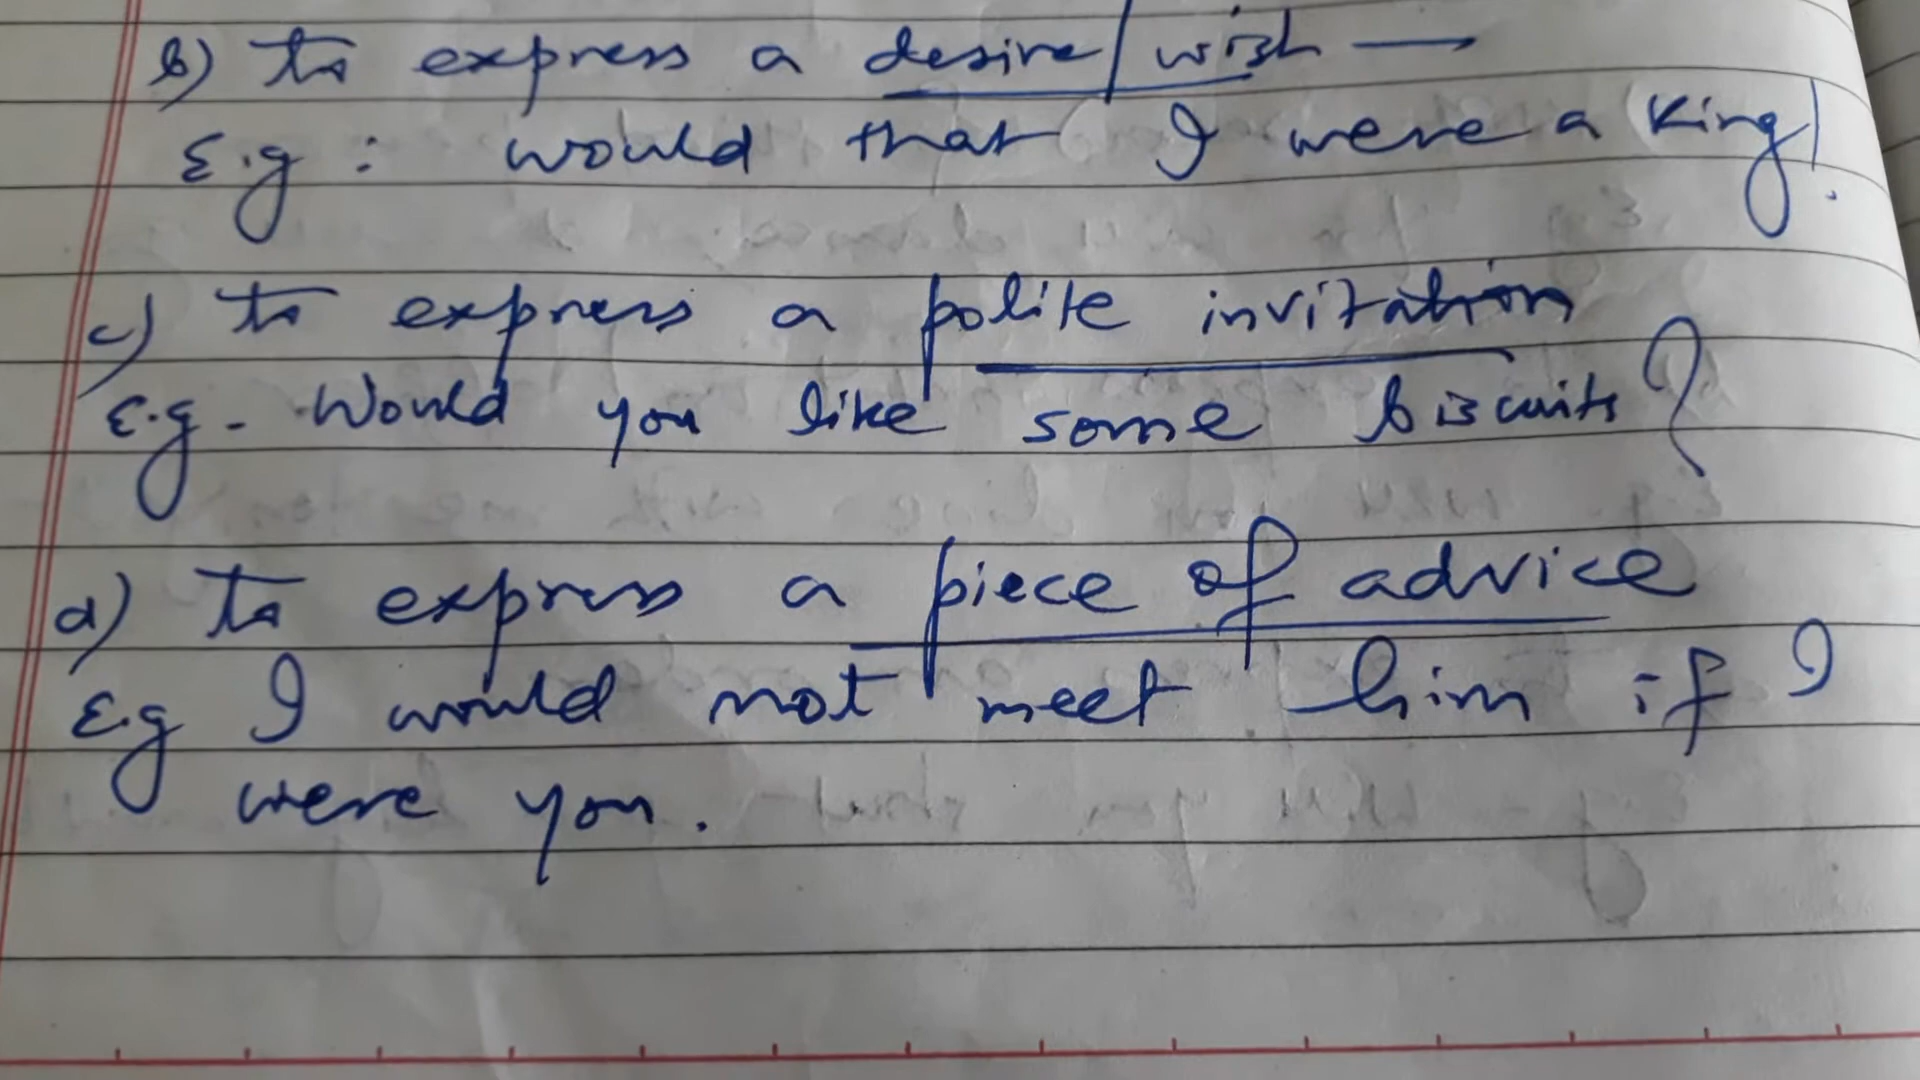 b) to express a desire/wish —
E.g : would that I were a King!
c) to express a polite invitation
E.g. - Would you like some biscuits?
d) to express a piece of advice
E.g I would not meet him if I
were you.